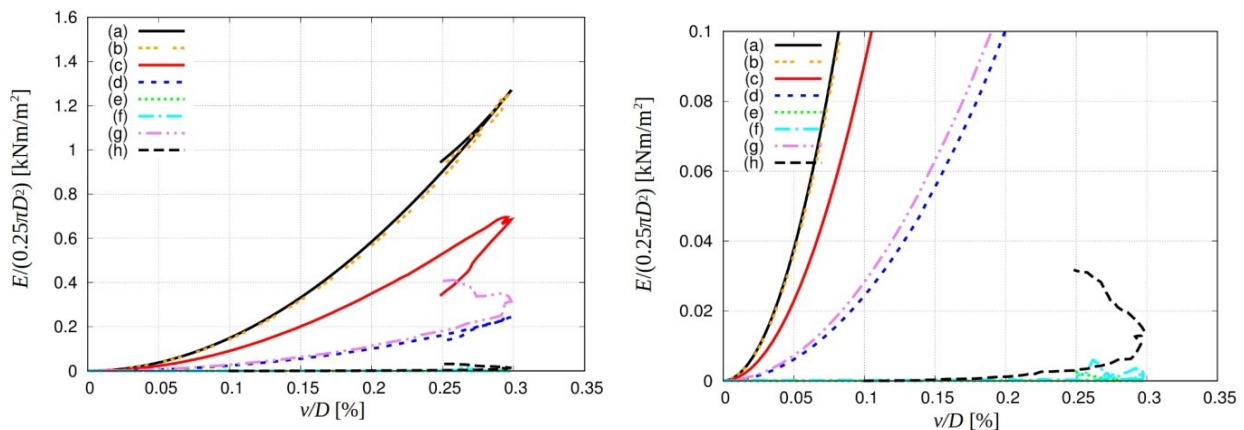 1.6
1.4
1.2
1
0.8
0.6
0.4
0.2
0
(a)
(b)
(c)
(d)
(e)
(f)
(g)
(h)
E/(0.25πD²) [kNm/m²]
0 0.05 0.1 0.15 0.2 0.25 0.3 0.35
v/D [%]
0.1
0.08
0.06
0.04
0.02
0
(a)
(b)
(c)
(d)
(e)
(f)
(g)
(h)
E/(0.25πD²) [kNm/m²]
0 0.05 0.1 0.15 0.2 0.25 0.3 0.35
v/D [%]